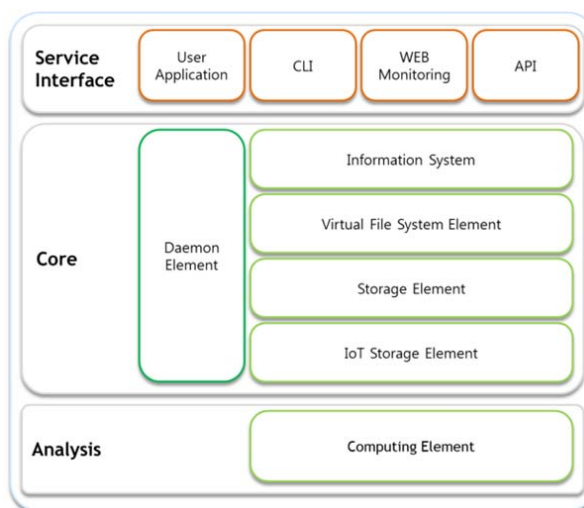 Service
Interface
User
Application
CLI
WEB
Monitoring
API
Core
Daemon
Element
Information System
Virtual File System Element
Storage Element
IoT Storage Element
Analysis
Computing Element